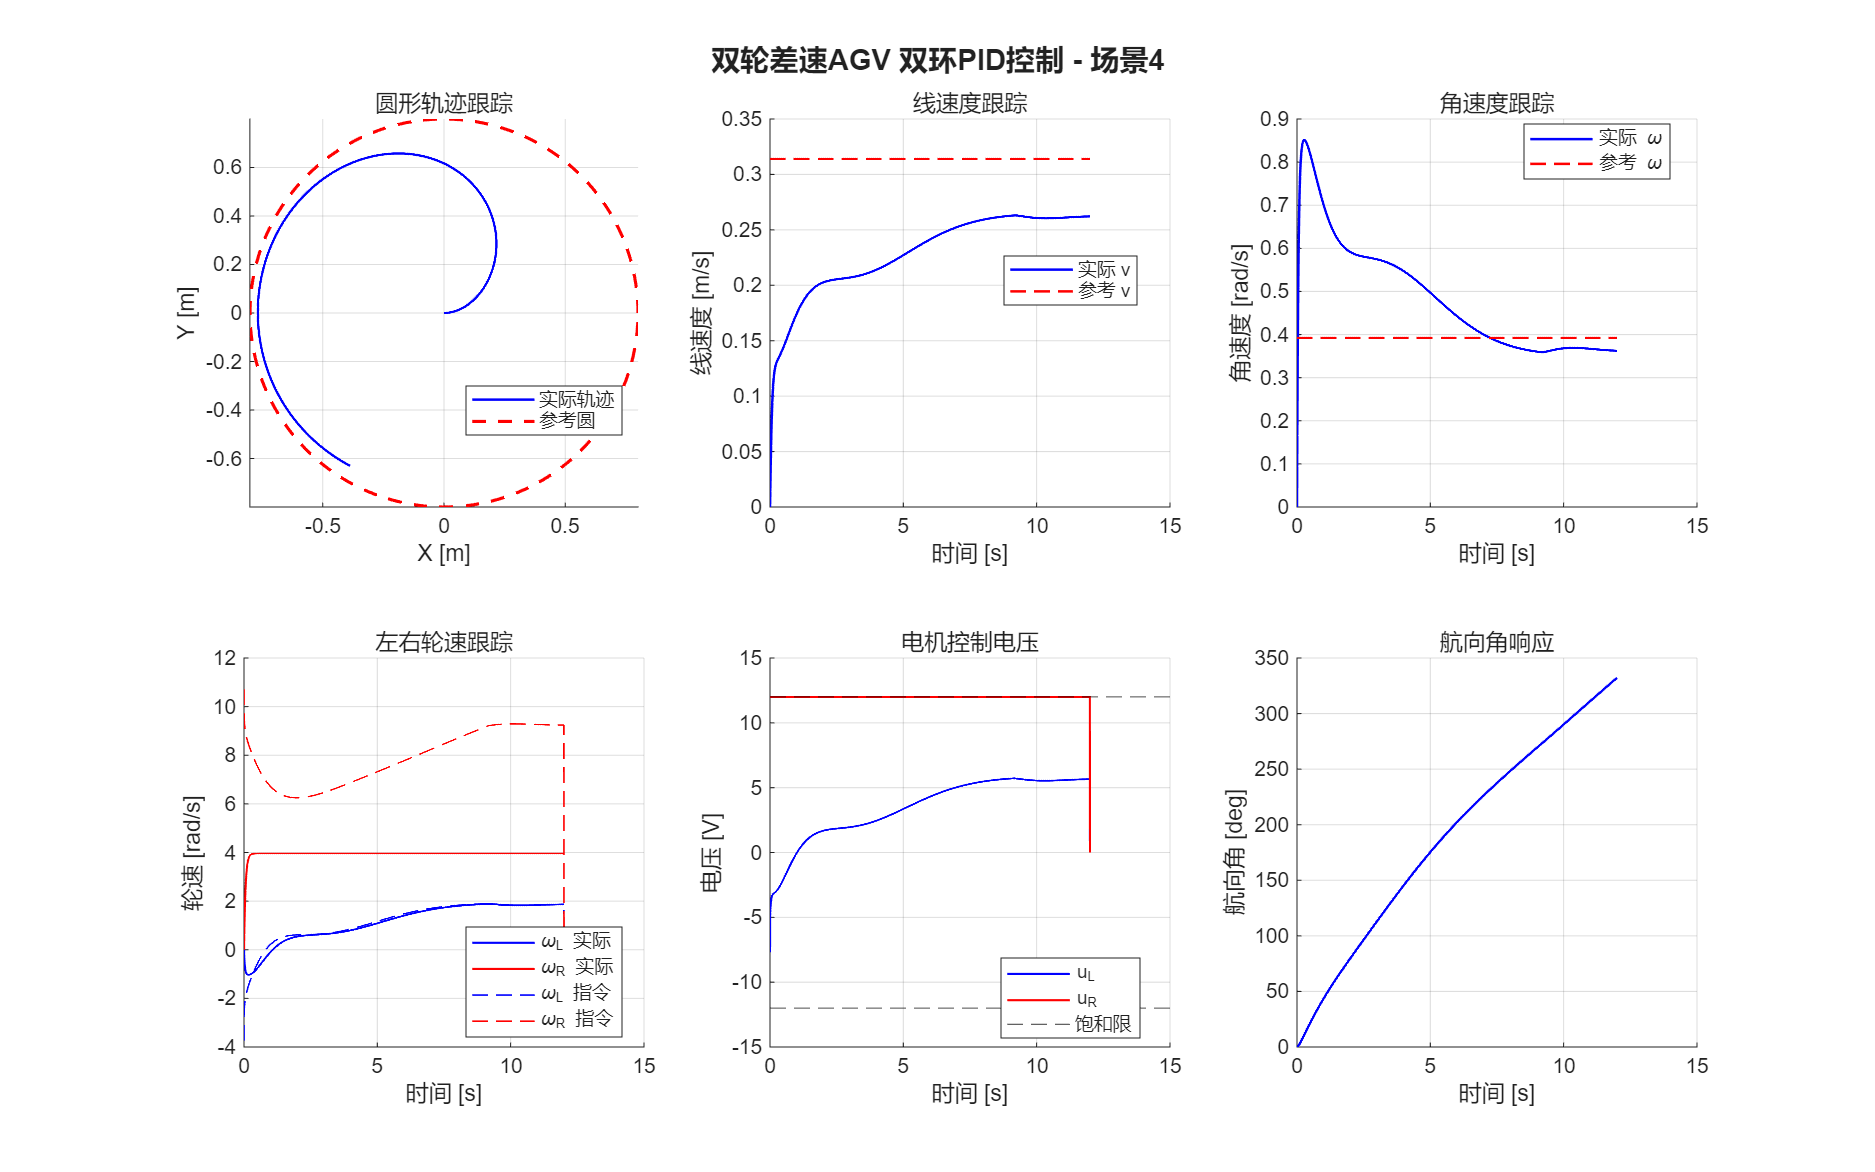 双轮差速AGV 双环PID控制 - 场景4
圆形轨迹跟踪
0.6
0.4
0.2
0
-0.2
-0.4
-0.6
Y [m]
-0.5
0
0.5
X [m]
实际轨迹
参考圆
线速度跟踪
0.35
0.3
0.25
0.2
0.15
0.1
0.05
0
线速度 [m/s]
0
5
10
15
时间 [s]
实际 v
参考 v
角速度跟踪
0.9
0.8
0.7
0.6
0.5
0.4
0.3
0.2
0.1
0
角速度 [rad/s]
0
5
10
15
时间 [s]
实际 ω
参考 ω
左右轮速跟踪
12
10
8
6
4
2
0
-2
-4
轮速 [rad/s]
0
5
10
15
时间 [s]
ωL 实际
ωR 实际
ωL 指令
ωR 指令
电机控制电压
15
10
5
0
-5
-10
-15
电压 [V]
0
5
10
15
时间 [s]
uL
uR
饱和限
航向角响应
350
300
250
200
150
100
50
0
航向角 [deg]
0
5
10
15
时间 [s]